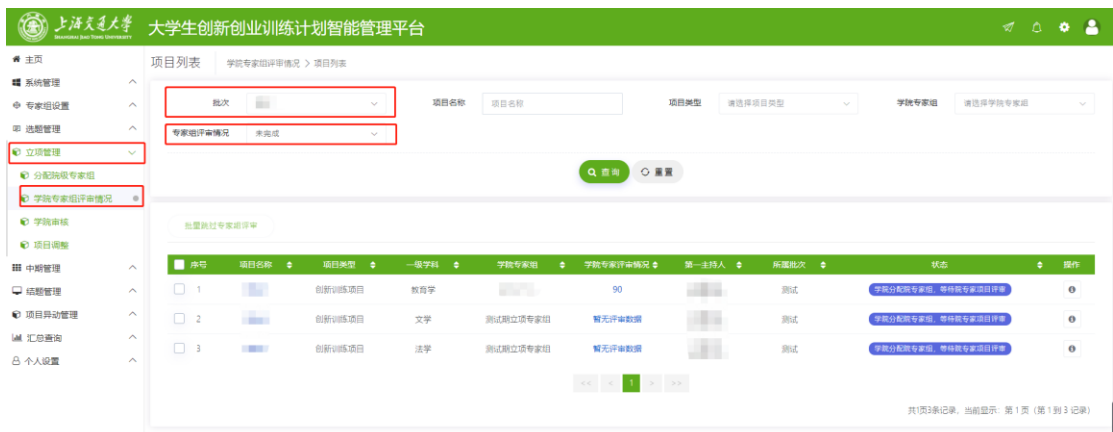 上海交通大学 大学生创新创业训练计划智能管理平台
SHANGHAI JIAO TONG UNIVERSITY
主页
系统管理
专家组设置
选题管理
立项管理
分配院级专家组
学院专家组评审情况
学院审核
项目调整
中期管理
结题管理
项目异动管理
汇总查询
个人设置
项目列表 学院专家组评审情况 > 项目列表
批次 项目名称 项目名称 项目类型 请选择项目类型 学院专家组 请选择学院专家组
专家组评审情况 未完成
查询 重置
批量跳过专家组评审
序号 项目名称 项目类型 一级学科 学院专家组 学院专家评审情况 第一主持人 所属批次 状态 操作
1 创新训练项目 教育学 90 测试 学院分配院专家组，等待院专家项目评审
2 创新训练项目 文学 测试期立项专家组 暂无评审数据 测试 学院分配院专家组，等待院专家项目评审
3 创新训练项目 法学 测试期立项专家组 暂无评审数据 测试 学院分配院专家组，等待院专家项目评审
<< < 1 > >>
共1页3条记录，当前显示：第1页（第1到3记录）